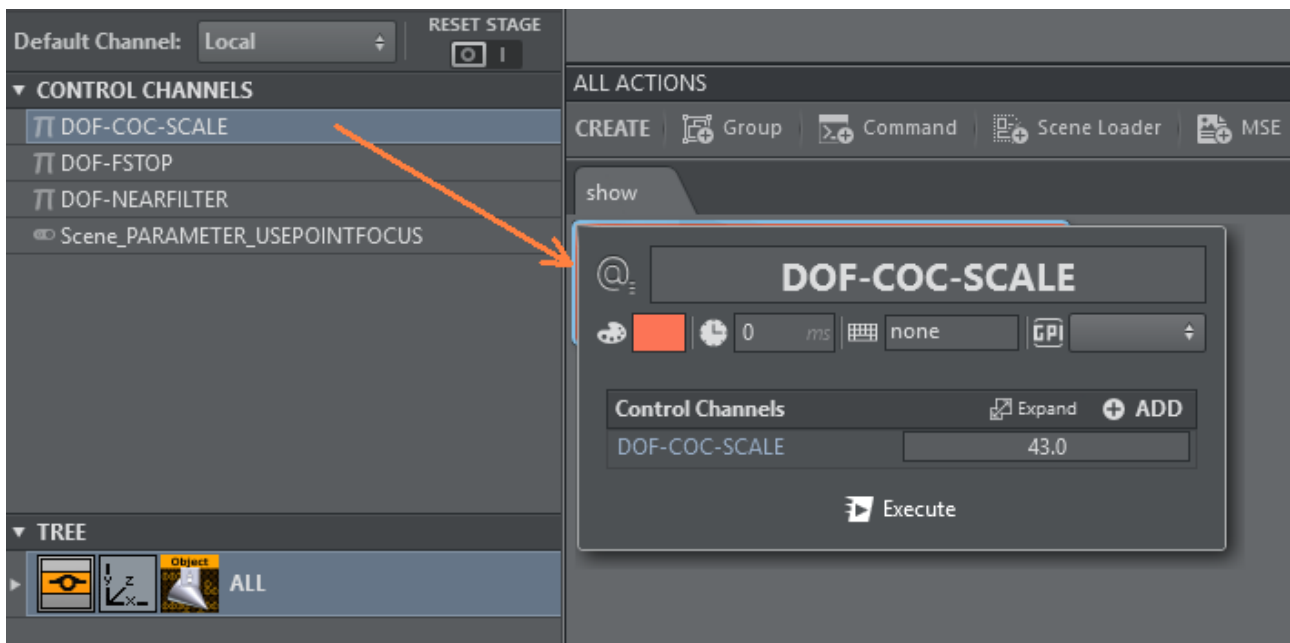 Default Channel: Local
RESET STAGE
CONTROL CHANNELS
DOF-COC-SCALE
DOF-FSTOP
DOF-NEARFILTER
Scene_PARAMETER_USEPOINTFOCUS
TREE
Object
ALL
ALL ACTIONS
CREATE Group Command Scene Loader MSE
show
DOF-COC-SCALE
0 ms none GPI
Control Channels Expand ADD
DOF-COC-SCALE 43.0
Execute